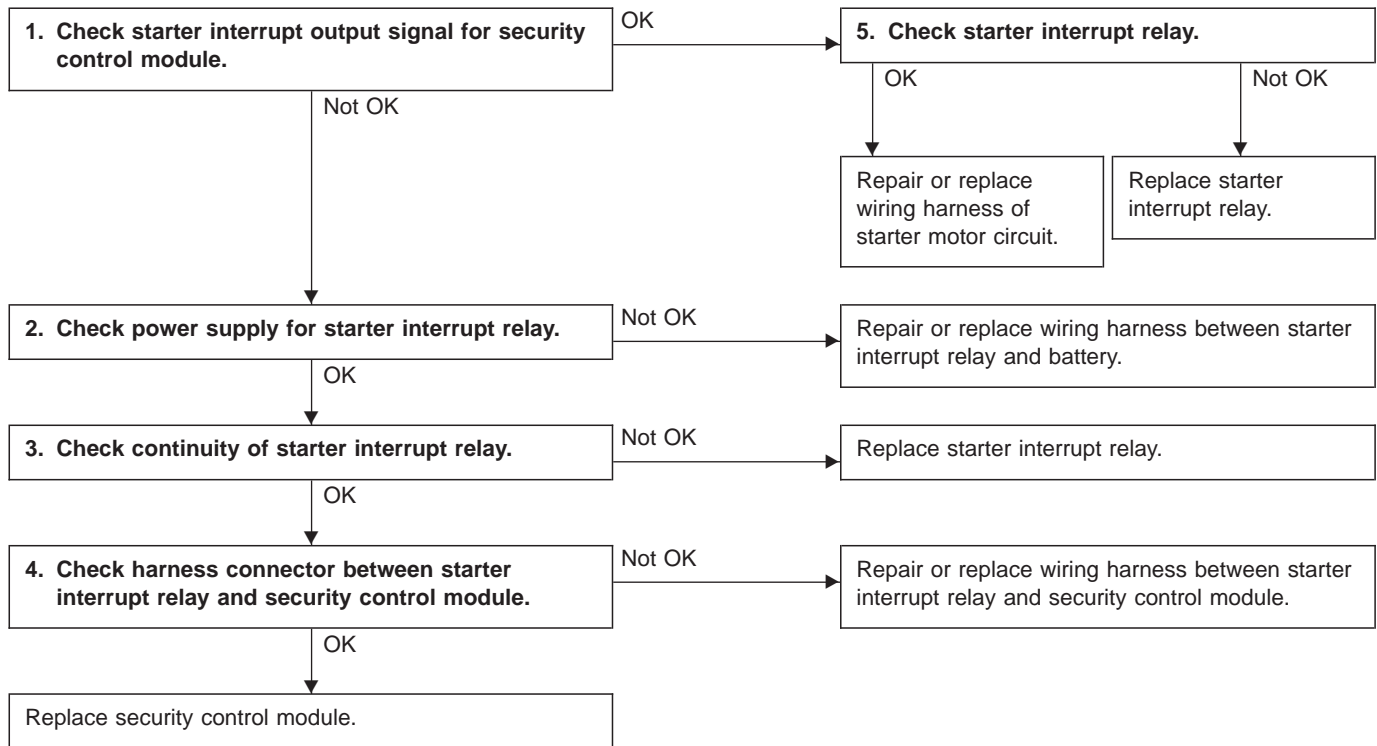 1. Check starter interrupt output signal for security
control module.
OK
5. Check starter interrupt relay.
OK
Not OK
Not OK
Repair or replace
wiring harness of
starter motor circuit.
Replace starter
interrupt relay.
2. Check power supply for starter interrupt relay.
Not OK
Repair or replace wiring harness between starter
interrupt relay and battery.
OK
3. Check continuity of starter interrupt relay.
Not OK
Replace starter interrupt relay.
OK
4. Check harness connector between starter
interrupt relay and security control module.
Not OK
Repair or replace wiring harness between starter
interrupt relay and security control module.
OK
Replace security control module.